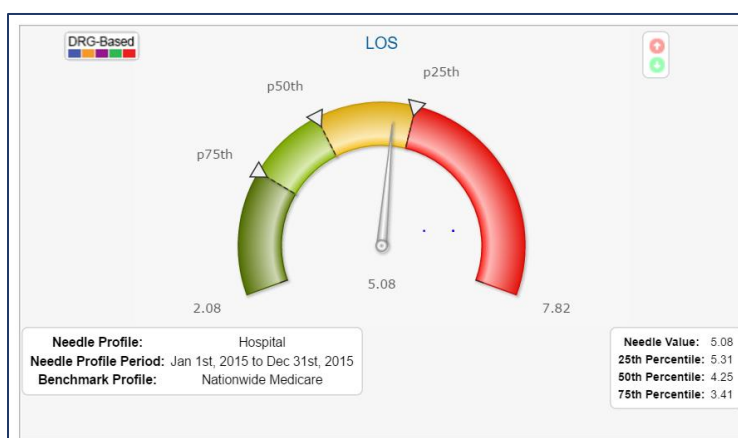 DRG-Based
LOS
p25th
p50th
p75th
5.08
2.08
7.82
Needle Profile: Hospital
Needle Profile Period: Jan 1st, 2015 to Dec 31st, 2015
Benchmark Profile: Nationwide Medicare
Needle Value: 5.08
25th Percentile: 5.31
50th Percentile: 4.25
75th Percentile: 3.41